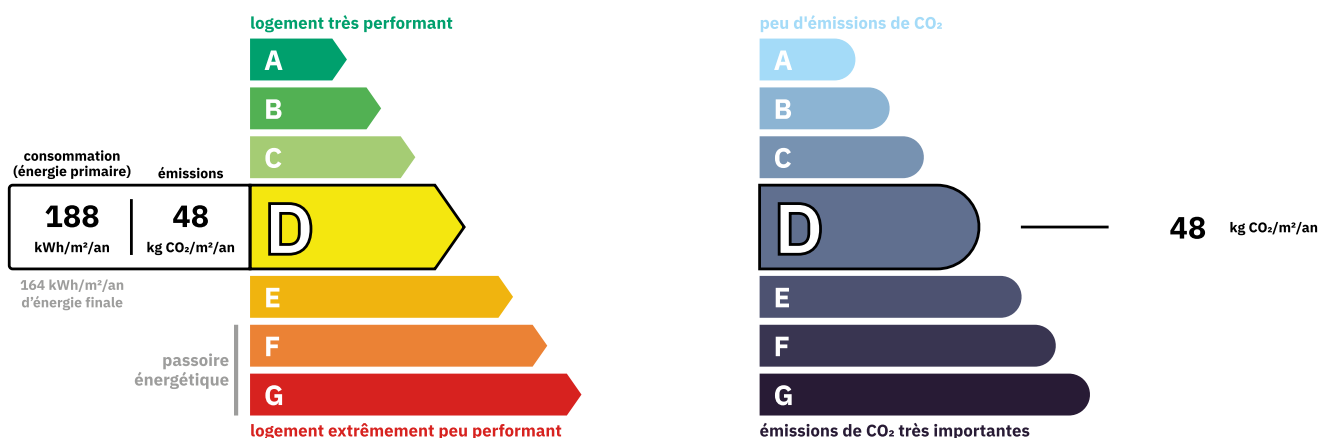 logement très performant
A
B
C
consommation
(énergie primaire)
émissions
188
kWh/m²/an
48
kg CO₂/m²/an
D
164 kWh/m²/an
d'énergie finale
E
F
passoire
énergétique
G
logement extrêmement peu performant
peu d'émissions de CO₂
A
B
C
D
48 kg CO₂/m²/an
E
F
G
émissions de CO₂ très importantes